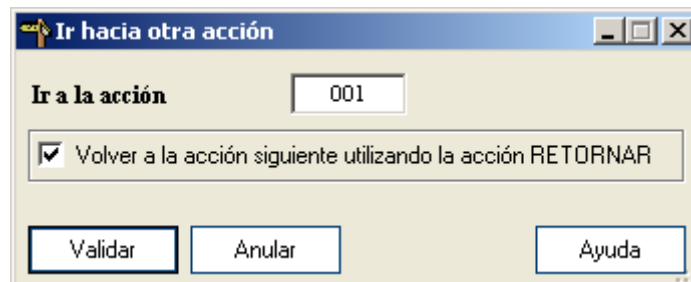 Ir hacia otra acción
Ir a la acción 001
Volver a la acción siguiente utilizando la acción RETORNAR
Validar Anular Ayuda